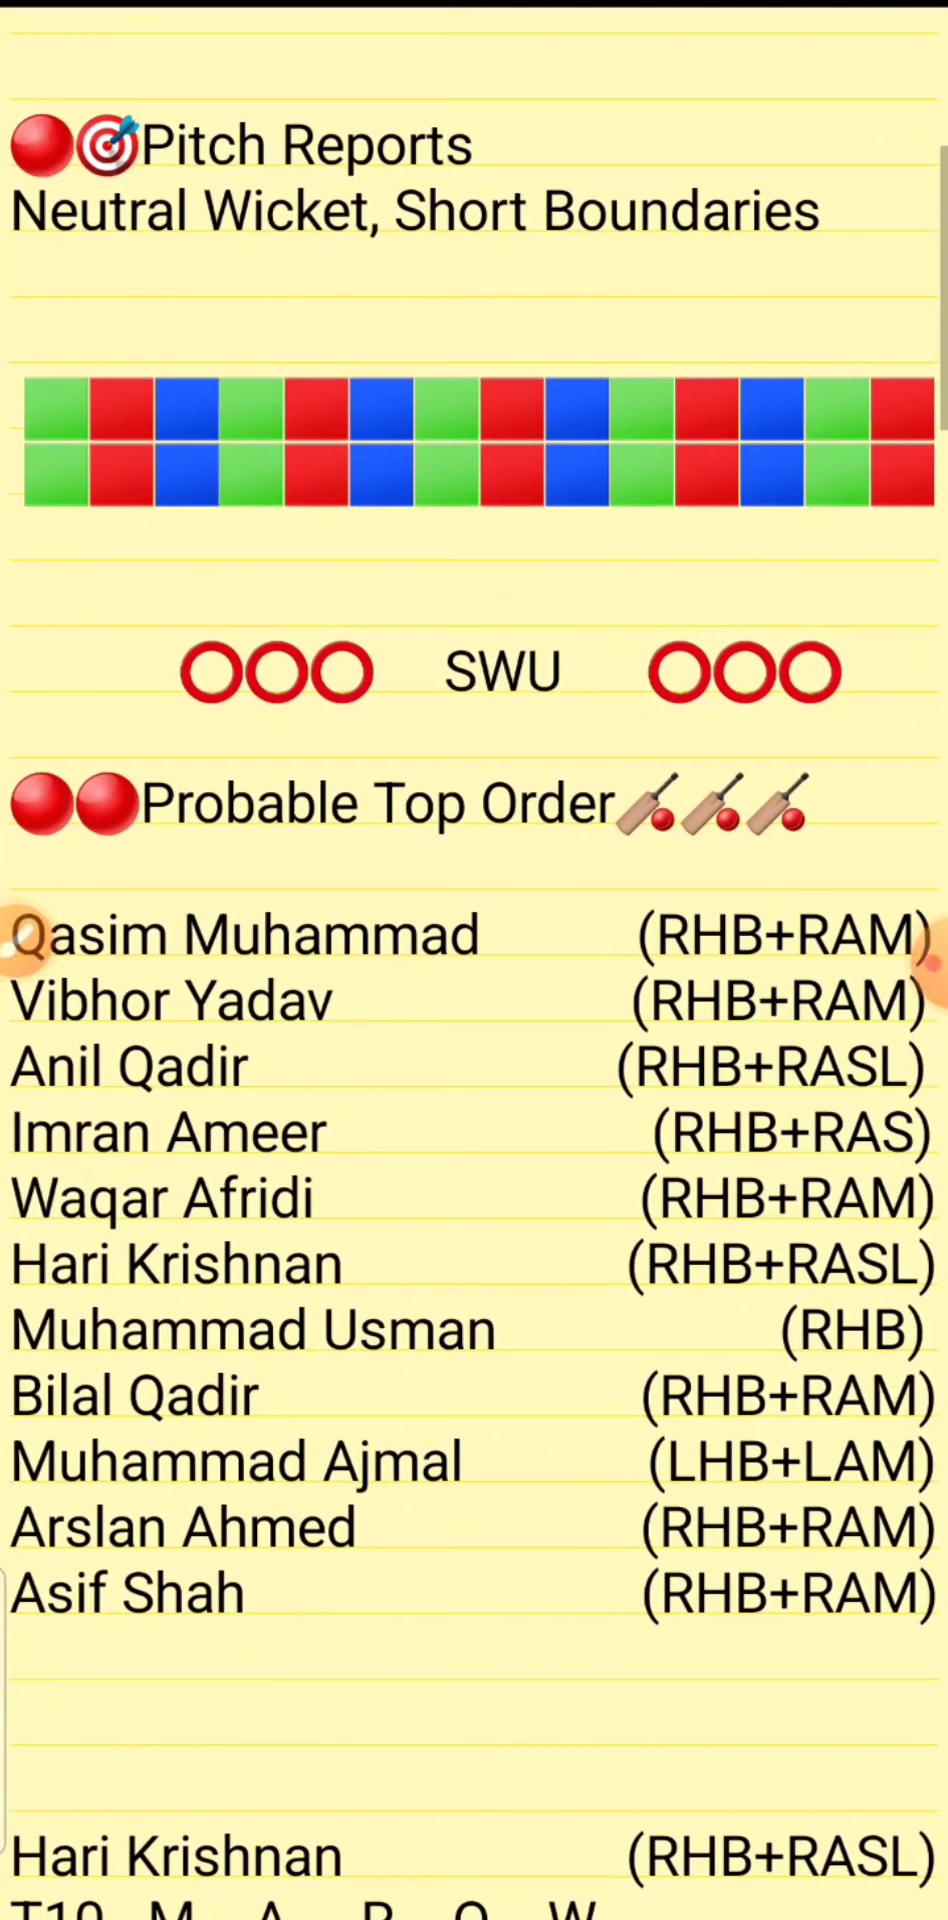 Pitch Reports
Neutral Wicket, Short Boundaries
SWU
Probable Top Order
Qasim Muhammad (RHB+RAM)
Vibhor Yadav (RHB+RAM)
Anil Qadir (RHB+RASL)
Imran Ameer (RHB+RAS)
Waqar Afridi (RHB+RAM)
Hari Krishnan (RHB+RASL)
Muhammad Usman (RHB)
Bilal Qadir (RHB+RAM)
Muhammad Ajmal (LHB+LAM)
Arslan Ahmed (RHB+RAM)
Asif Shah (RHB+RAM)
Hari Krishnan (RHB+RASL)